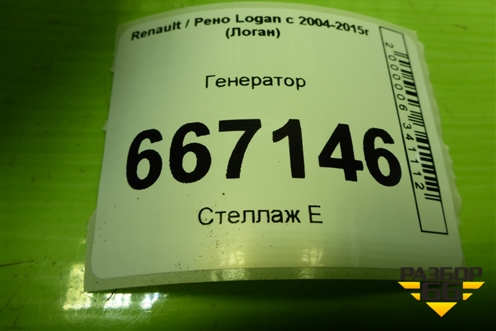 Renault / Рено Logan с 2004-2015г
(Логан)
Генератор
667146
Стеллаж Е
2000006341112
РАЗБОР